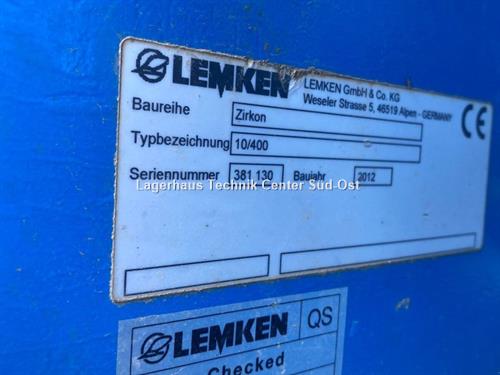 LEMKEN
LEMKEN GmbH & Co. KG
Weseler Strasse 5, 46519 Alpen - GERMANY
CE
Baureihe Zirkon
Typbezeichnung 10/400
Seriennummer 381 130 Baujahr 2012
Lagerhaus Technik Center Süd-Ost
LEMKEN QS
Checked